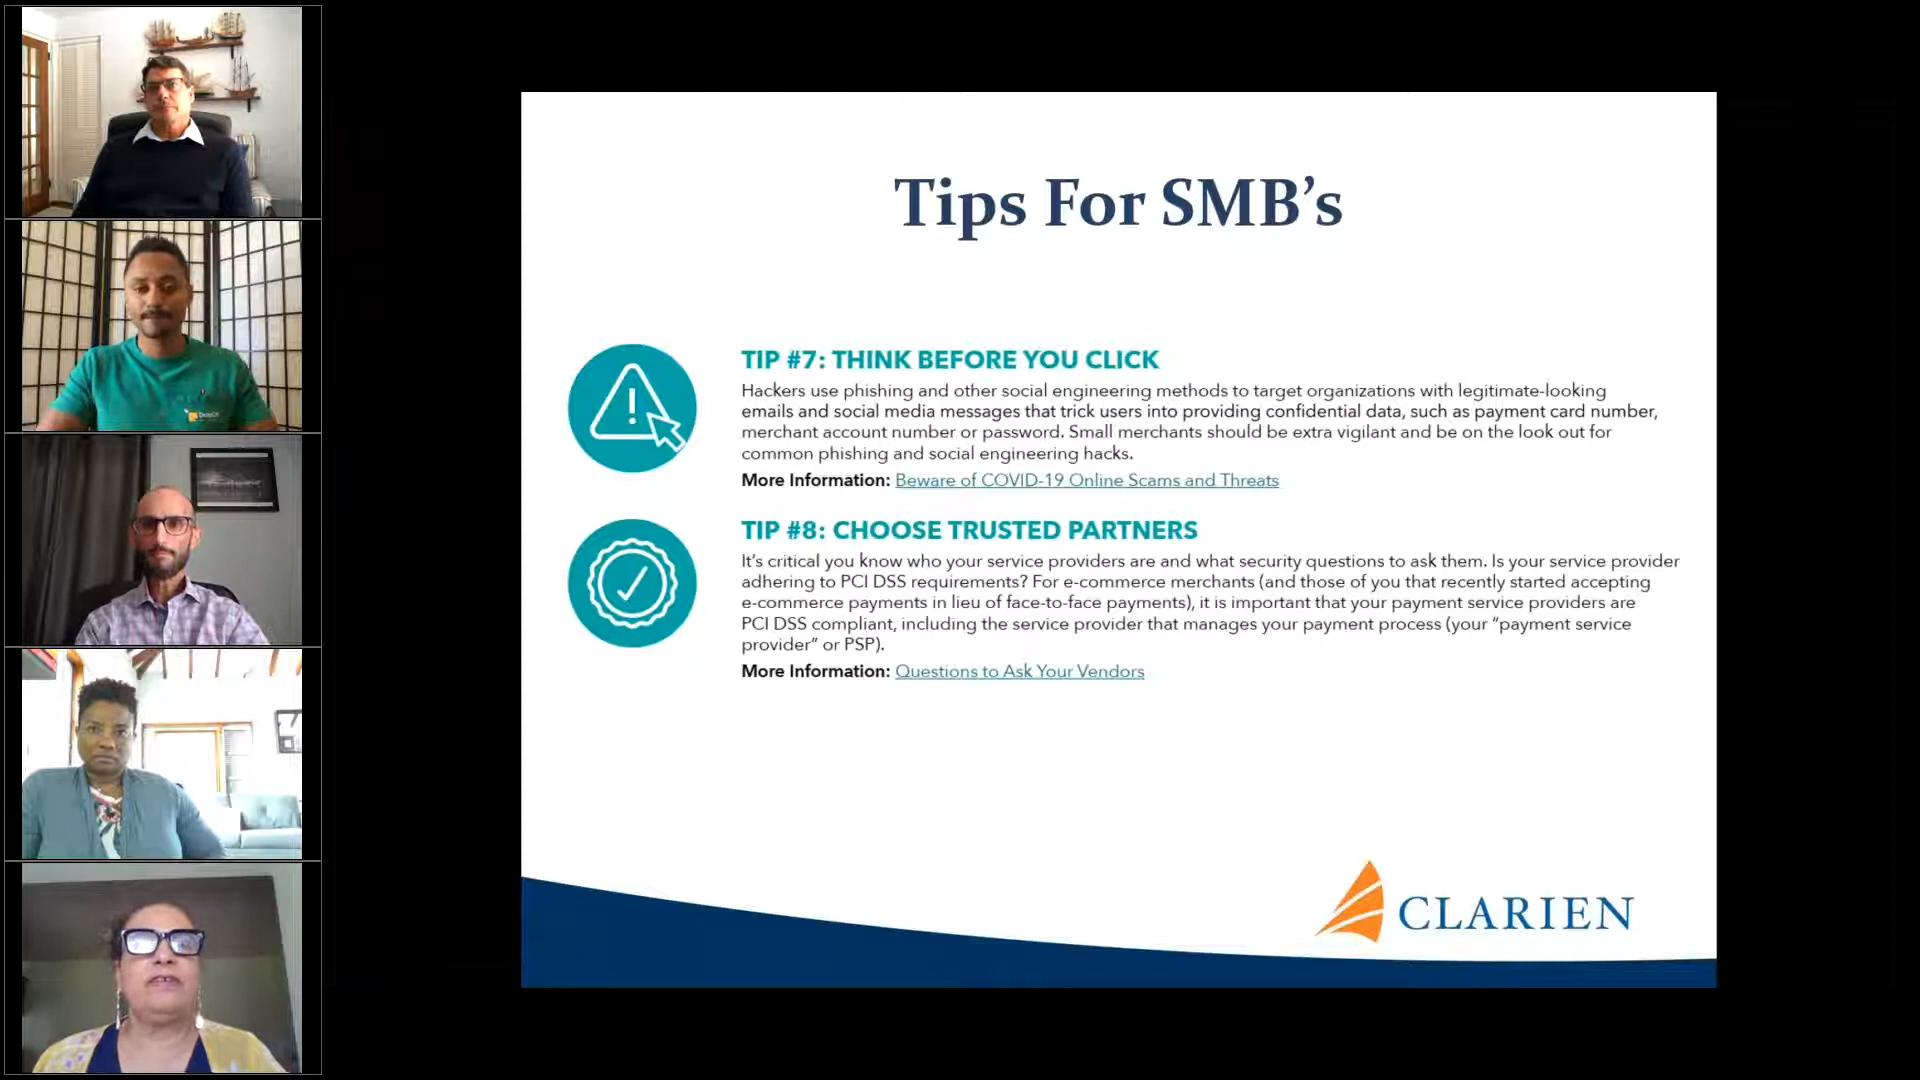 Tips For SMB’s
TIP #7: THINK BEFORE YOU CLICK
Hackers use phishing and other social engineering methods to target organizations with legitimate-looking
emails and social media messages that trick users into providing confidential data, such as payment card number,
merchant account number or password. Small merchants should be extra vigilant and be on the look out for
common phishing and social engineering hacks.
More Information: Beware of COVID-19 Online Scams and Threats
TIP #8: CHOOSE TRUSTED PARTNERS
It’s critical you know who your service providers are and what security questions to ask them. Is your service provider
adhering to PCI DSS requirements? For e-commerce merchants (and those of you that recently started accepting
e-commerce payments in lieu of face-to-face payments), it is important that your payment service providers are
PCI DSS compliant, including the service provider that manages your payment process (your “payment service
provider” or PSP).
More Information: Questions to Ask Your Vendors
CLARIEN